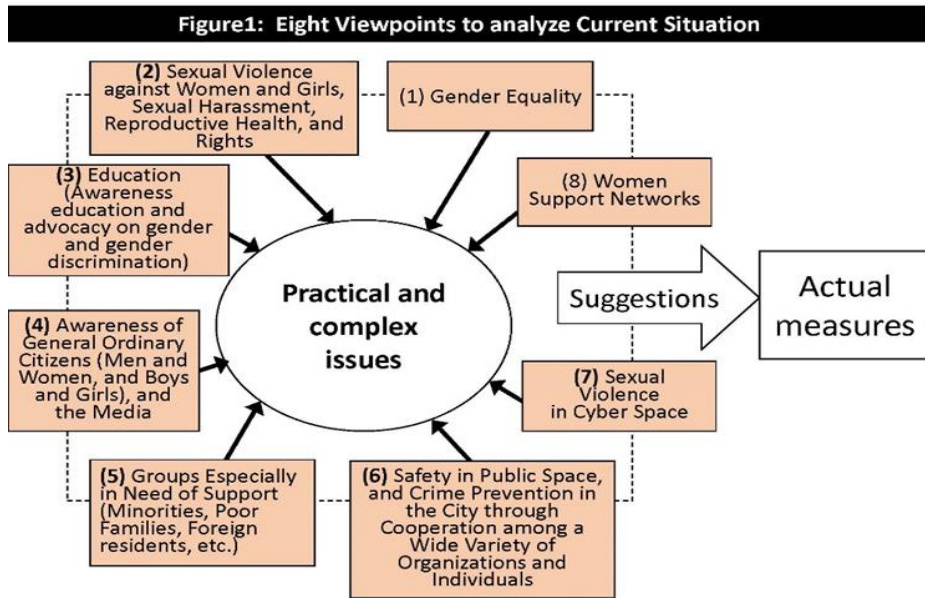 Figure1: Eight Viewpoints to analyze Current Situation
(2) Sexual Violence
against Women and Girls,
Sexual Harassment,
Reproductive Health, and
Rights
(1) Gender Equality
(3) Education
(Awareness
education and
advocacy on gender
and gender
discrimination)
(8) Women
Support Networks
Practical and
complex
issues
Suggestions
Actual
measures
(4) Awareness of
General Ordinary
Citizens (Men and
Women, and Boys
and Girls), and
the Media
(7) Sexual
Violence
in Cyber Space
(5) Groups Especially
in Need of Support
(Minorities, Poor
Families, Foreign
residents, etc.)
(6) Safety in Public Space,
and Crime Prevention in
the City through
Cooperation among a
Wide Variety of
Organizations and
Individuals